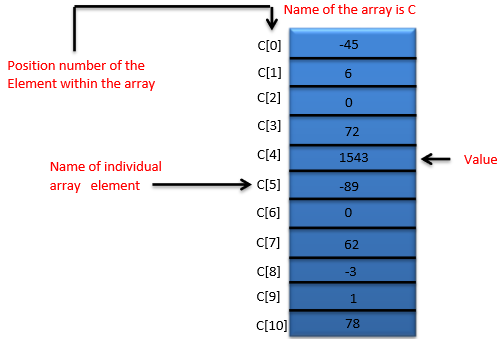 Name of the array is C
Position number of the
Element within the array
C[0] -45
C[1] 6
C[2] 0
C[3] 72
C[4] 1543
Value
Name of individual
array element
C[5] -89
C[6] 0
C[7] 62
C[8] -3
C[9] 1
C[10] 78